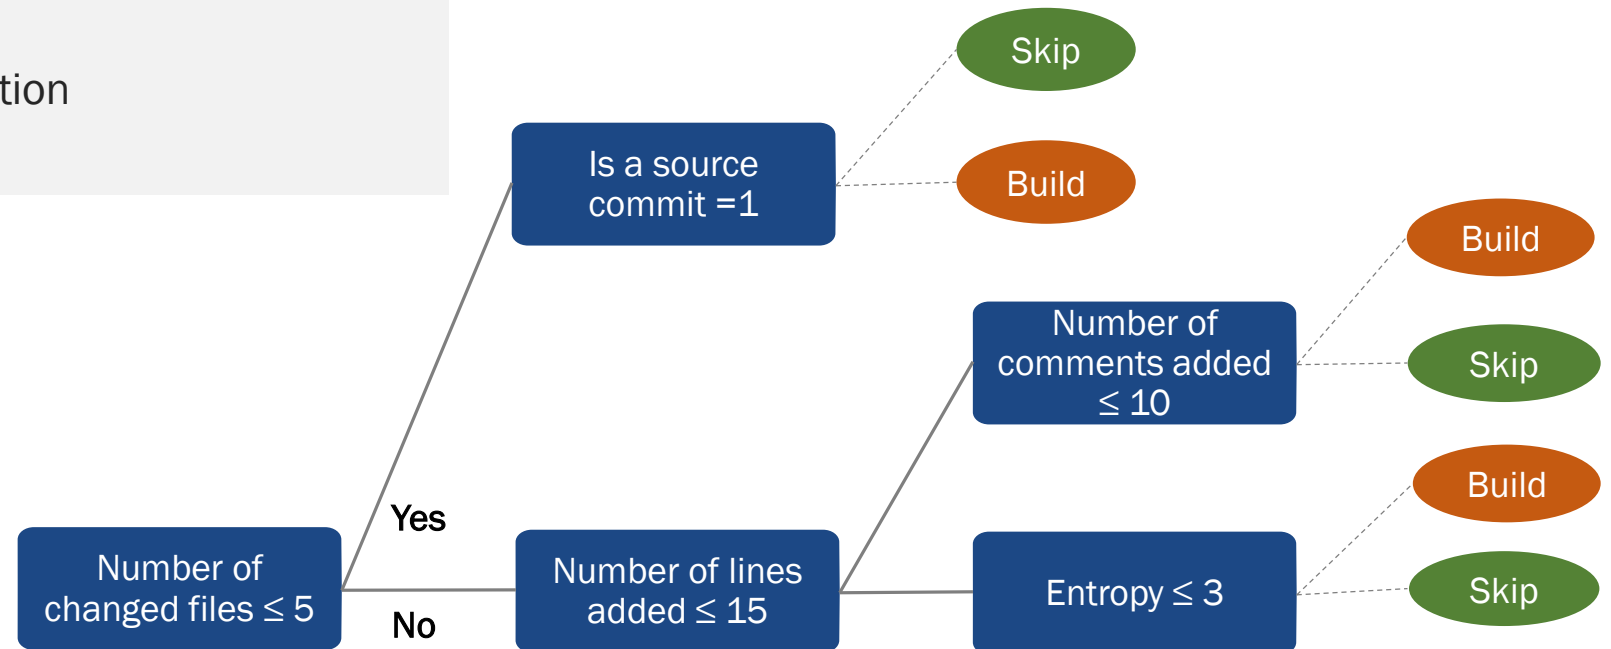 tion
Skip
Is a source
commit =1
Build
Build
Number of
comments added
≤ 10
Skip
Yes
Build
Number of
changed files ≤ 5
Number of lines
added ≤ 15
Entropy ≤ 3
Skip
No